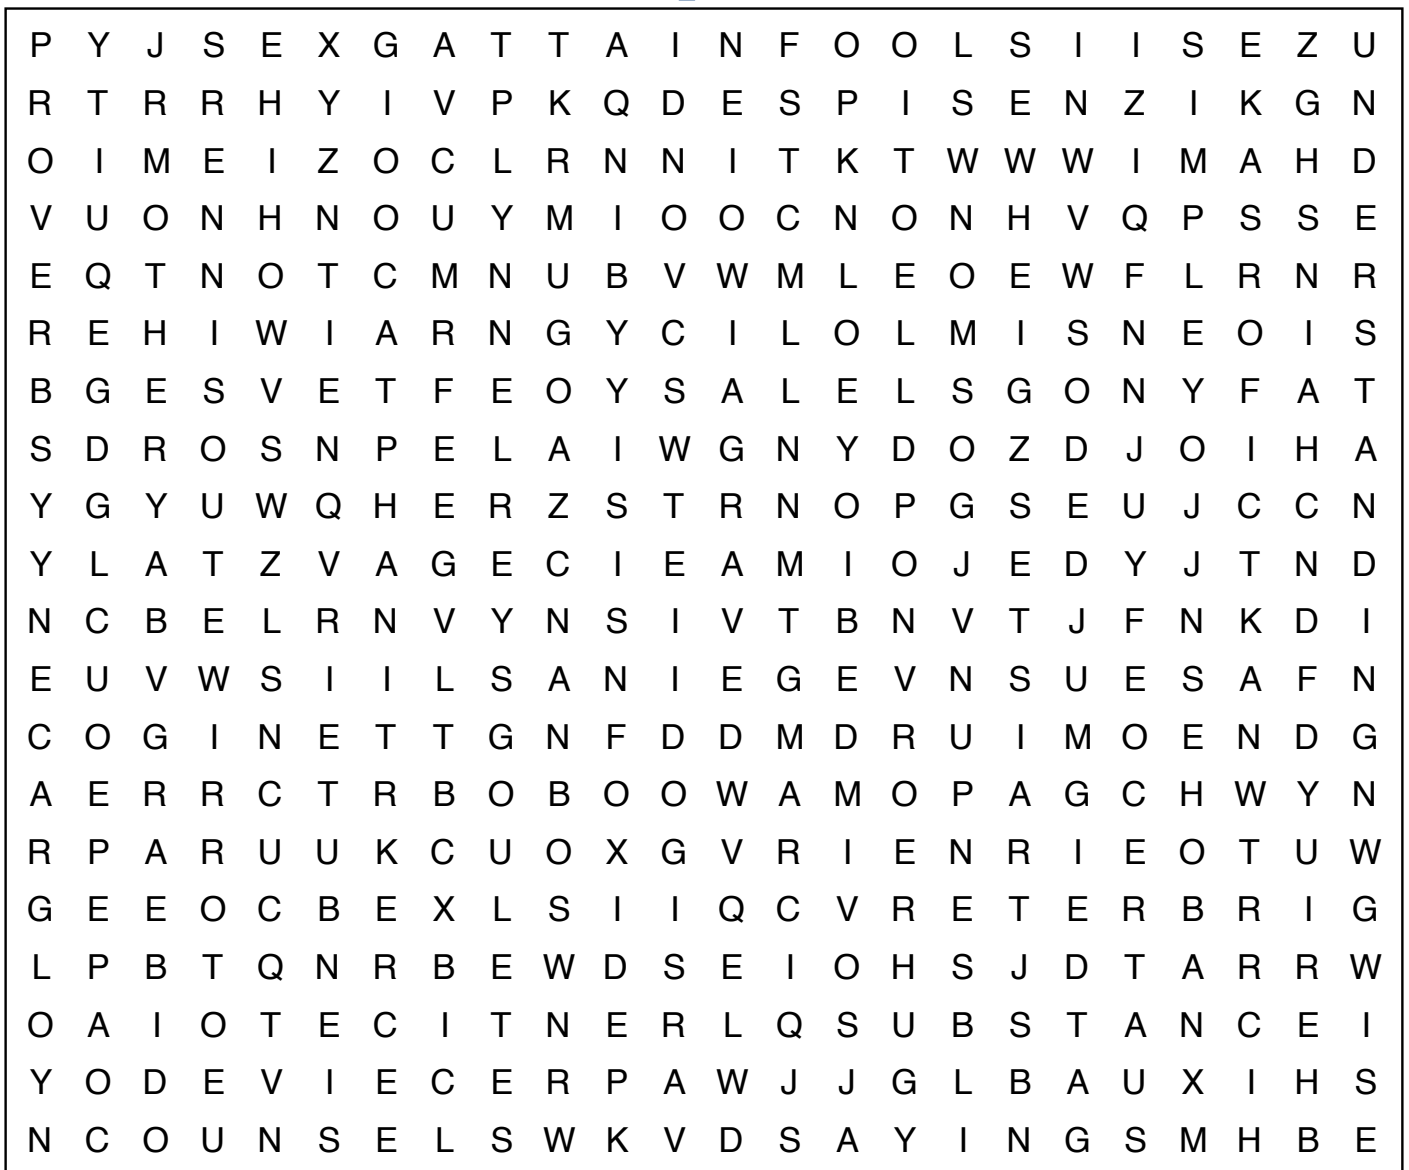 P Y J S E X G A T T A I N F O O L S I I S E Z U
R T R R H Y I V P K Q D E S P I S E N Z I K G N
O I M E I Z O C L R N N I T K T W W W I M A H D
V U O N H N O U Y M I O O C N O N H V Q P S S E
E Q T N O T C M N U B V W M L E O E W F L R N R
R E H I W I A R N G Y C I L O L M I S N E O I S
B G E S V E T F E O Y S A L E L S G O N Y F A T
S D R O S N P E L A I W G N Y D O Z D J O I H A
Y G Y U W Q H E R Z S T R N O P G S E U J C C N
Y L A T Z V A G E C I E A M I O J E D Y J T N D
N C B E L R N V Y N S I V T B N V T J F N K D I
E U V W S I I L S A N I E G E V N S U E S A F N
C O G I N E T T G N F D D M D R U I M O E N D G
A E R R C T R B O B O O W A M O P A G C H W Y N
R P A R U U K C U O X G V R I E N R I E O T U W
G E E O C B E X L S I I Q C V R E T E R B R I G
L P B T Q N R B E W D S E I O H S J D T A R R W
O A I O T E C I T N E R L Q S U B S T A N C E I
Y O D E V I E C E R P A W J J G L B A U X I H S
N C O U N S E L S W K V D S A Y I N G S M H B E